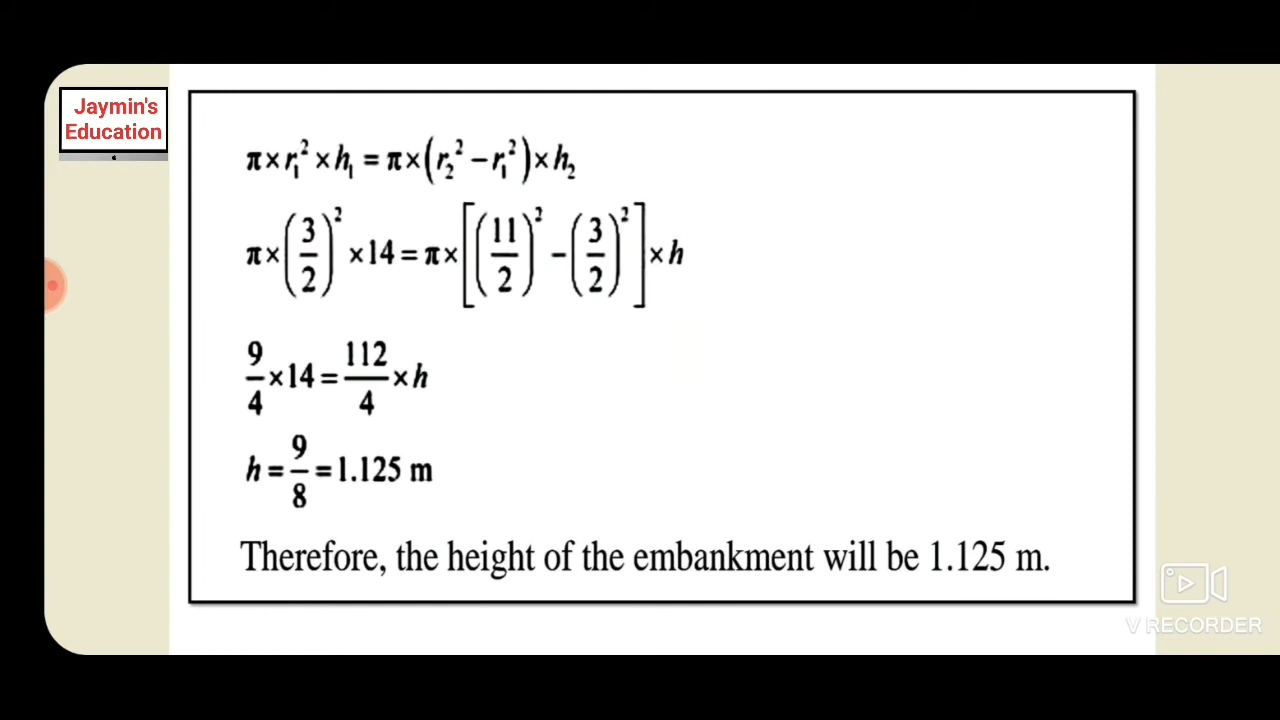 Jaymin's
Education
π × r₁² × h₁ = π × (r₂² – r₁²) × h₂
π × (3/2)² × 14 = π × [(11/2)² – (3/2)²] × h
9/4 × 14 = 112/4 × h
h = 9/8 = 1.125 m
Therefore, the height of the embankment will be 1.125 m.
V RECORDER